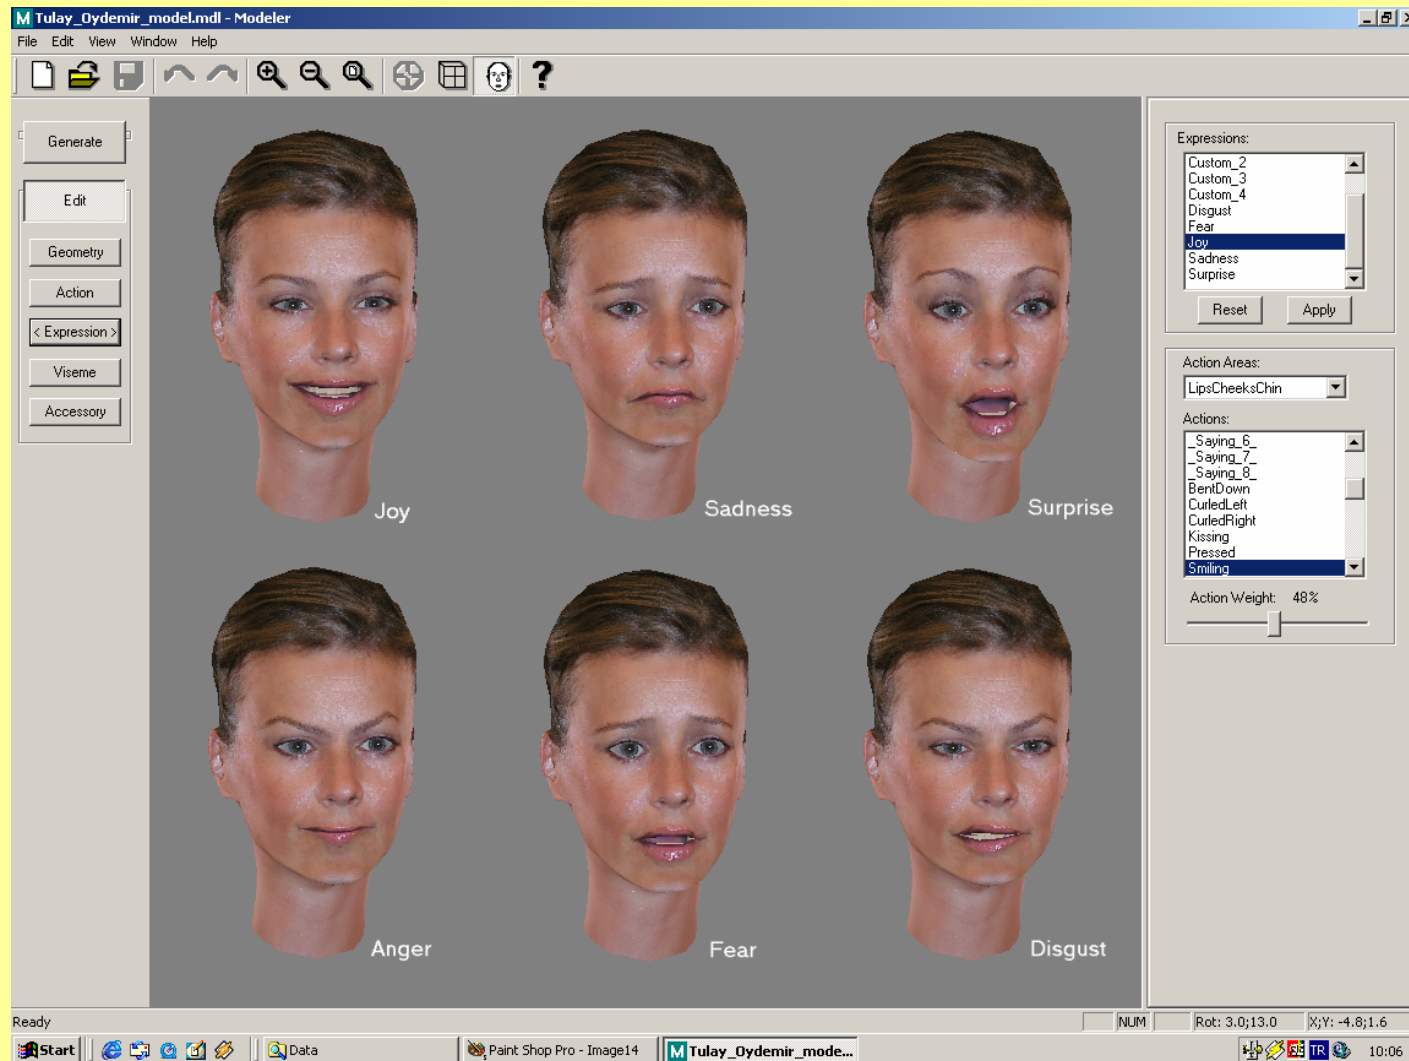 Tulay_Oydemir_model.mdl - Modeler
File Edit View Window Help
Generate
Edit
Geometry
Action
< Expression >
Viseme
Accessory
Joy
Sadness
Surprise
Anger
Fear
Disgust
Expressions:
Custom_2
Custom_3
Custom_4
Disgust
Fear
Joy
Sadness
Surprise
Reset Apply
Action Areas:
LipsCheeksChin
Actions:
_Saying_6_
_Saying_7_
_Saying_8_
BentDown
CurledLeft
CurledRight
Kissing
Pressed
Smiling
Action Weight: 48%
Ready NUM Rot: 3.0;13.0 X;Y: -4.8;1.6
Start Data Paint Shop Pro - Image14 Tulay_Oydemir_mode... TR 10:06